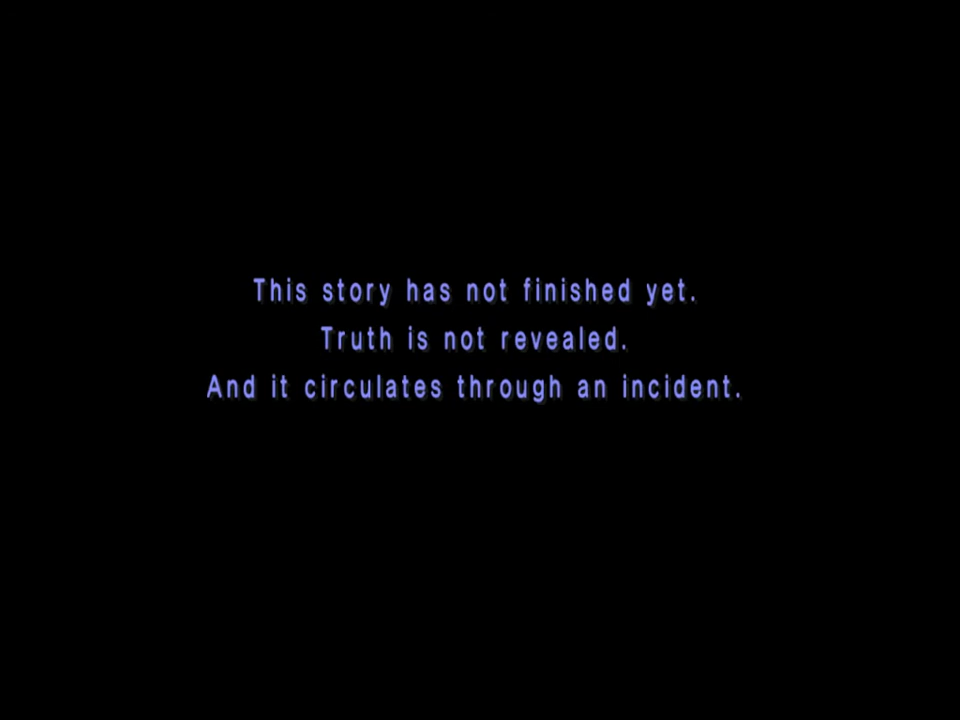 This story has not finished yet.
Truth is not revealed.
And it circulates through an incident.